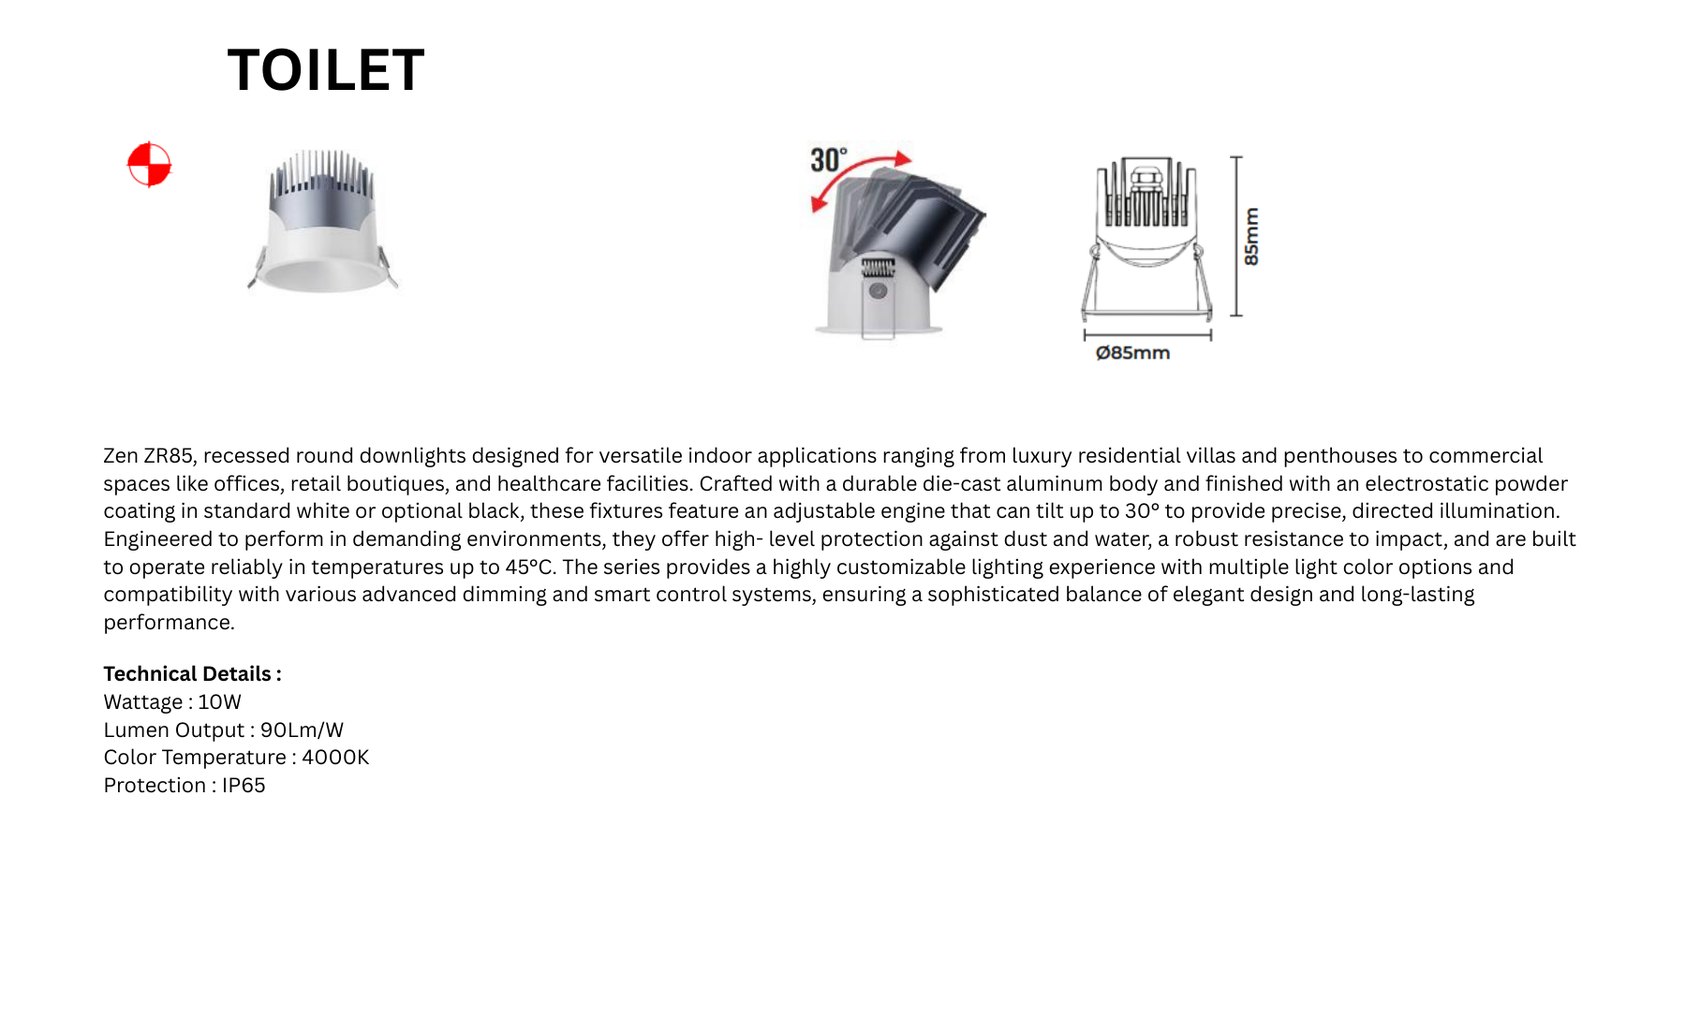 TOILET
30°
85mm
Ø85mm
Zen ZR85, recessed round downlights designed for versatile indoor applications ranging from luxury residential villas and penthouses to commercial
spaces like offices, retail boutiques, and healthcare facilities. Crafted with a durable die-cast aluminum body and finished with an electrostatic powder
coating in standard white or optional black, these fixtures feature an adjustable engine that can tilt up to 30° to provide precise, directed illumination.
Engineered to perform in demanding environments, they offer high- level protection against dust and water, a robust resistance to impact, and are built
to operate reliably in temperatures up to 45°C. The series provides a highly customizable lighting experience with multiple light color options and
compatibility with various advanced dimming and smart control systems, ensuring a sophisticated balance of elegant design and long-lasting
performance.
Technical Details :
Wattage : 10W
Lumen Output : 90Lm/W
Color Temperature : 4000K
Protection : IP65